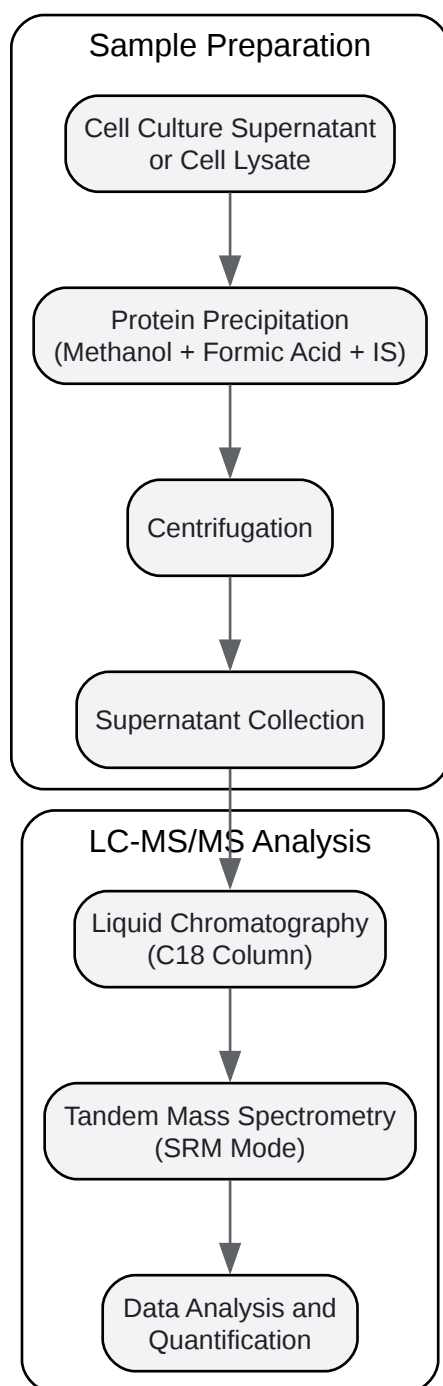 Sample Preparation
Cell Culture Supernatant
or Cell Lysate
Protein Precipitation
(Methanol + Formic Acid + IS)
Centrifugation
Supernatant Collection
LC-MS/MS Analysis
Liquid Chromatography
(C18 Column)
Tandem Mass Spectrometry
(SRM Mode)
Data Analysis and
Quantification